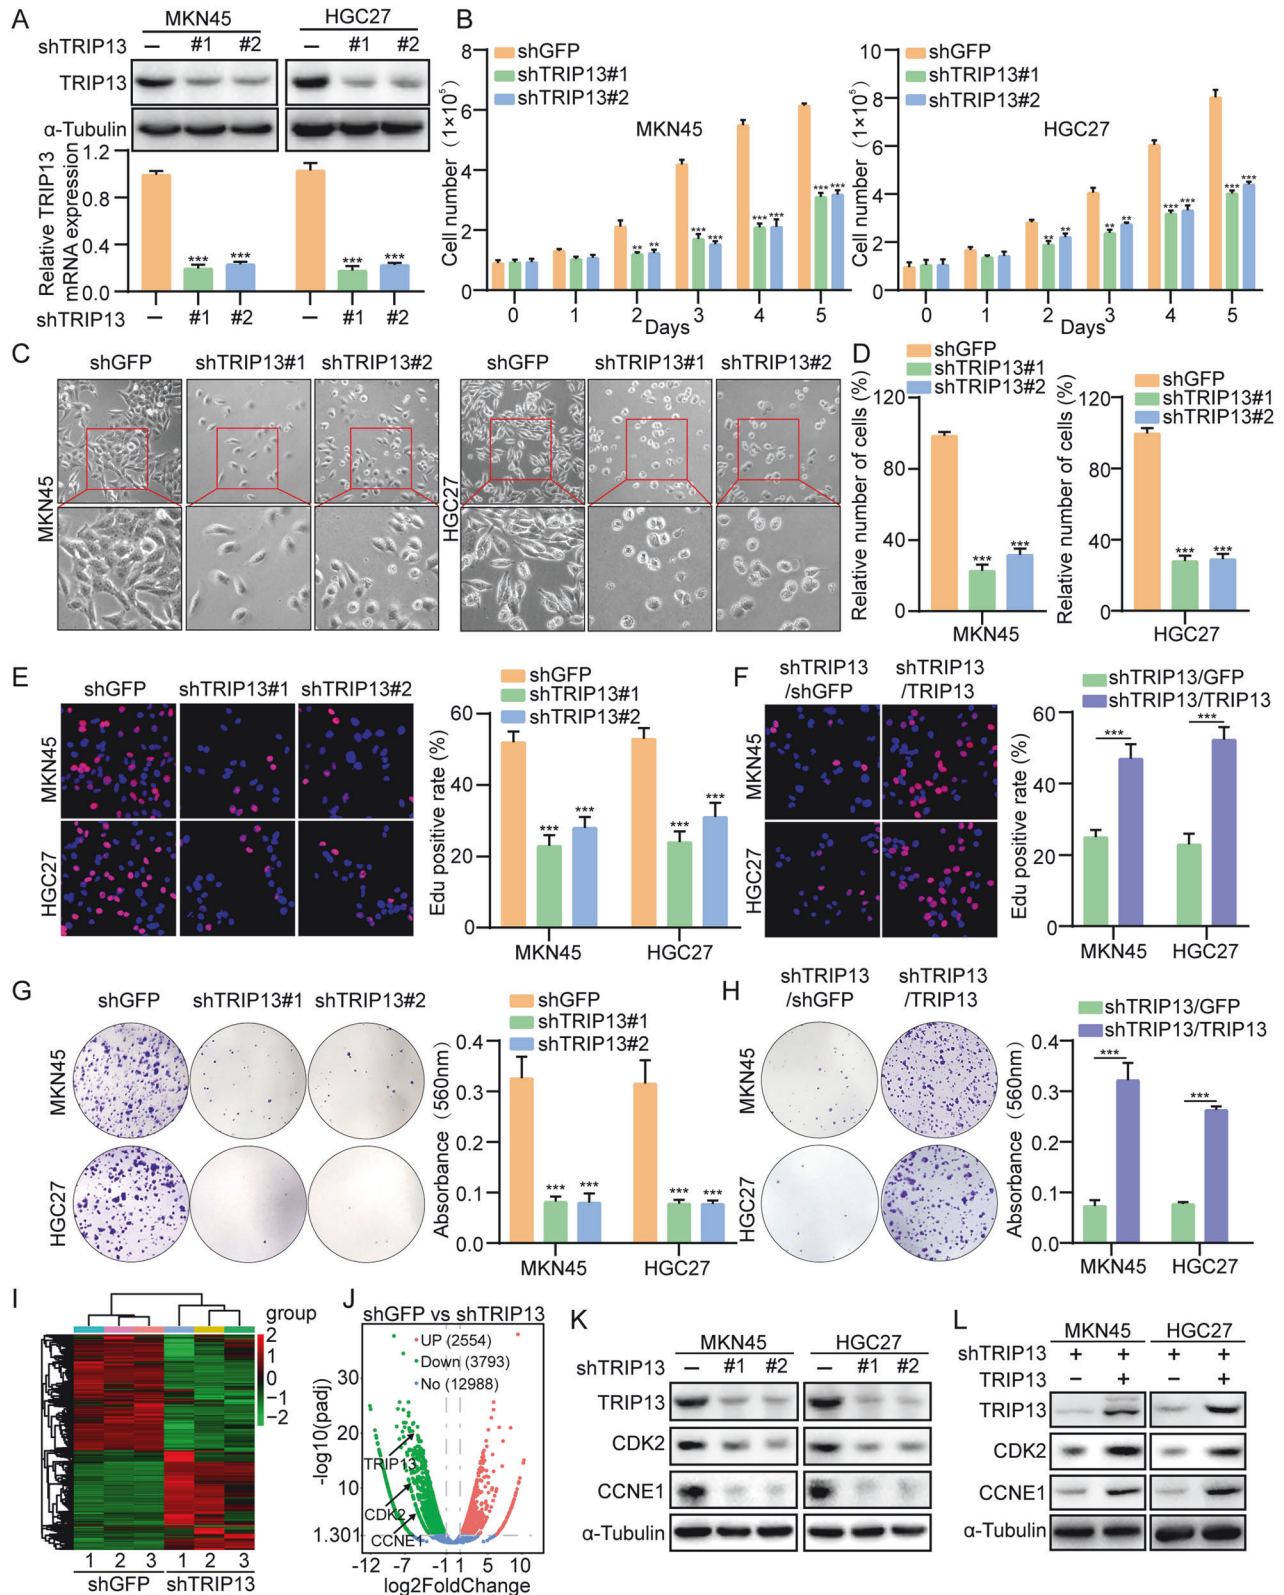 A
MKN45 HGC27
shTRIP13 – #1 #2 – #1 #2
TRIP13
α-Tubulin
Relative TRIP13
mRNA expression
1.2
0.8
0.4
0.0
*** *** *** ***
shTRIP13 – #1 #2 – #1 #2
B
shGFP
shTRIP13#1
shTRIP13#2
MKN45
Cell number (1×10⁵)
8
6
4
2
0
** ** *** *** *** *** *** ***
0 1 2 3 4 5
Days
shGFP
shTRIP13#1
shTRIP13#2
HGC27
Cell number (1×10⁵)
10
8
6
4
2
0
** ** ** ** *** *** *** ***
0 1 2 3 4 5
Days
C
shGFP shTRIP13#1 shTRIP13#2 shGFP shTRIP13#1 shTRIP13#2
MKN45
HGC27
D
shGFP
shTRIP13#1
shTRIP13#2
Relative number of cells (%)
120
80
40
0
*** ***
MKN45
shGFP
shTRIP13#1
shTRIP13#2
Relative number of cells (%)
120
80
40
0
*** ***
HGC27
E
shGFP shTRIP13#1 shTRIP13#2
MKN45
HGC27
shGFP
shTRIP13#1
shTRIP13#2
Edu positive rate (%)
60
40
20
0
*** *** *** ***
MKN45 HGC27
F
shTRIP13 shTRIP13
/shGFP /TRIP13
MKN45
HGC27
shTRIP13/GFP
shTRIP13/TRIP13
Edu positive rate (%)
60
40
20
0
*** ***
MKN45 HGC27
G
shGFP shTRIP13#1 shTRIP13#2
MKN45
HGC27
shGFP
shTRIP13#1
shTRIP13#2
Absorbance (560nm)
0.4
0.3
0.2
0.1
0.0
*** *** *** ***
MKN45 HGC27
H
shTRIP13 shTRIP13
/shGFP /TRIP13
MKN45
HGC27
shTRIP13/GFP
shTRIP13/TRIP13
Absorbance (560nm)
0.4
0.3
0.2
0.1
0.0
*** ***
MKN45 HGC27
I
group
2
1
0
−1
−2
1 2 3 1 2 3
shGFP shTRIP13
J
shGFP vs shTRIP13
UP (2554)
Down (3793)
No (12988)
-log10(padj)
30
20
10
1.301
TRIP13
CDK2
CCNE1
-12 -7 -1 1 5 10
log2FoldChange
K
MKN45 HGC27
shTRIP13 – #1 #2 – #1 #2
TRIP13
CDK2
CCNE1
α-Tubulin
L
MKN45 HGC27
shTRIP13 + + + +
TRIP13 – + – +
TRIP13
CDK2
CCNE1
α-Tubulin